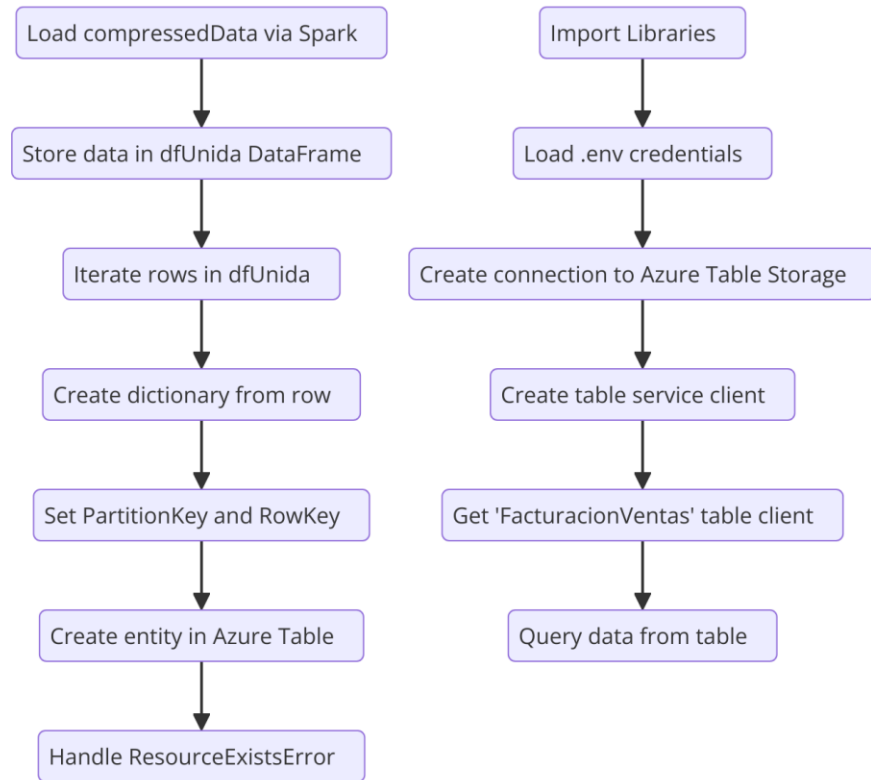 Load compressedData via Spark
Store data in dfUnida DataFrame
Iterate rows in dfUnida
Create dictionary from row
Set PartitionKey and RowKey
Create entity in Azure Table
Handle ResourceExistsError
Import Libraries
Load .env credentials
Create connection to Azure Table Storage
Create table service client
Get 'FacturacionVentas' table client
Query data from table